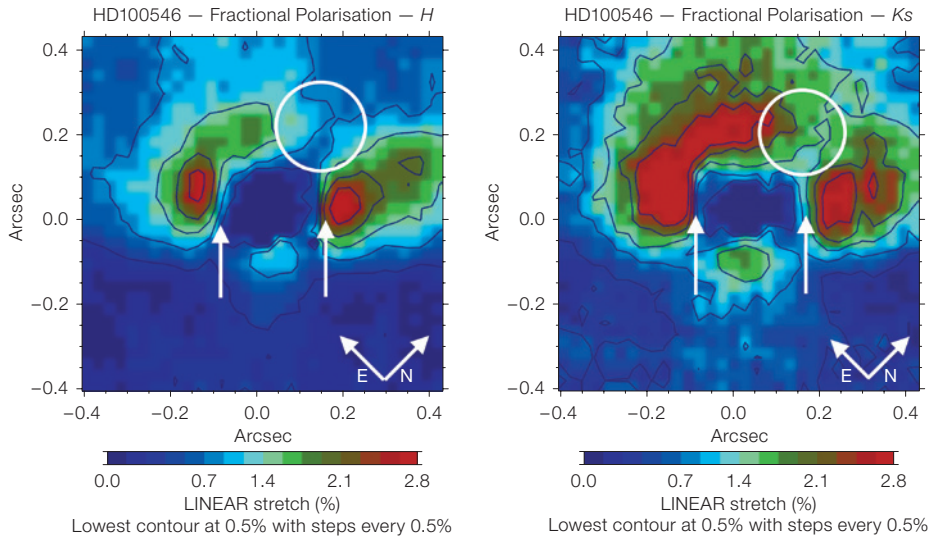 HD100546 — Fractional Polarisation — H
0.4
0.2
0.0
−0.2
−0.4
Arcsec
E N
−0.4 −0.2 0.0 0.2 0.4
Arcsec
0.0 0.7 1.4 2.1 2.8
LINEAR stretch (%)
Lowest contour at 0.5% with steps every 0.5%
HD100546 — Fractional Polarisation — Ks
0.4
0.2
0.0
−0.2
−0.4
Arcsec
E N
−0.4 −0.2 0.0 0.2 0.4
Arcsec
0.0 0.7 1.4 2.1 2.8
LINEAR stretch (%)
Lowest contour at 0.5% with steps every 0.5%